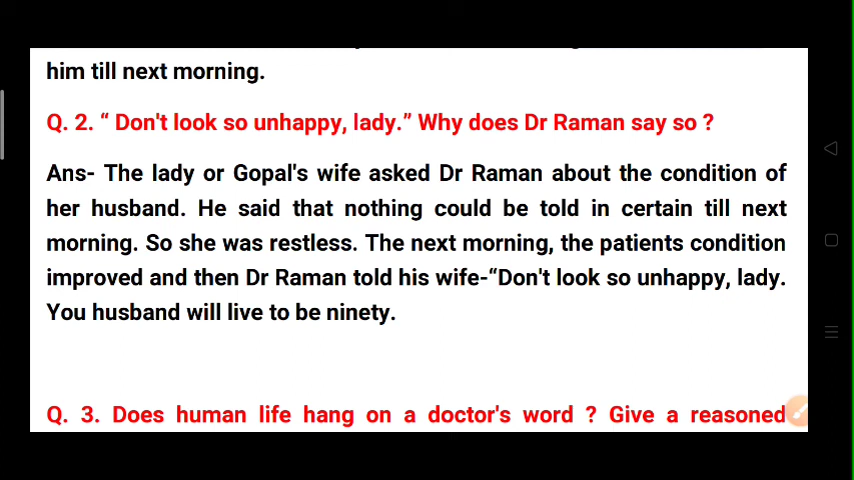 him till next morning.
Q. 2. “ Don't look so unhappy, lady.” Why does Dr Raman say so ?
Ans- The lady or Gopal's wife asked Dr Raman about the condition of
her husband. He said that nothing could be told in certain till next
morning. So she was restless. The next morning, the patients condition
improved and then Dr Raman told his wife-“Don't look so unhappy, lady.
You husband will live to be ninety.
Q. 3. Does human life hang on a doctor's word ? Give a reasoned